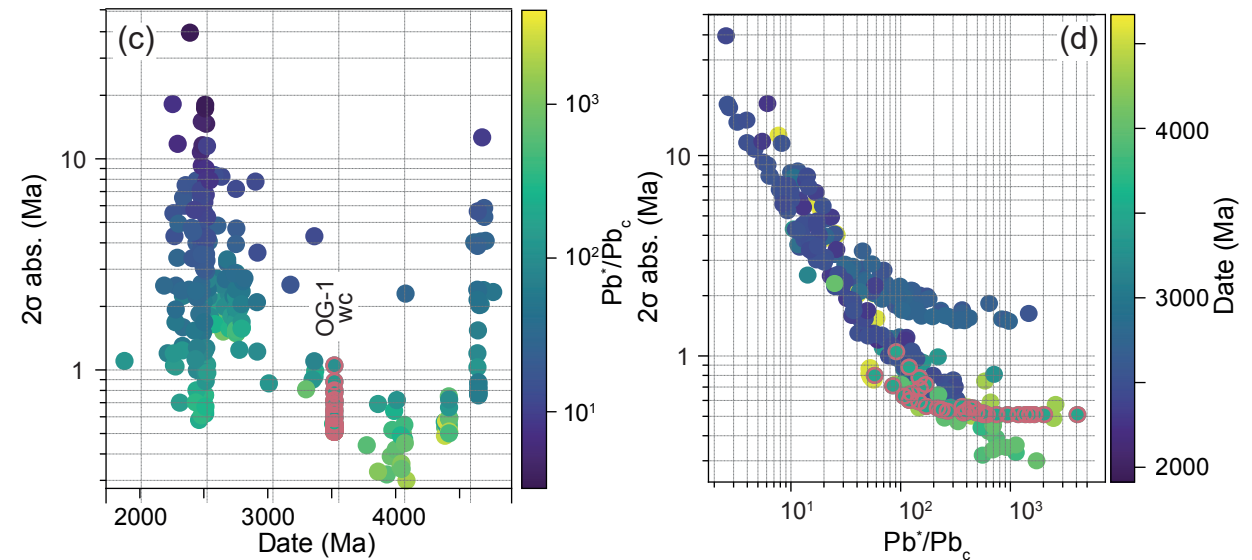 (c)
2σ abs. (Ma)
10
1
OG-1
wc
2000
3000
4000
Date (Ma)
10³
10²
10¹
Pb*/Pbc
(d)
2σ abs. (Ma)
10
1
10¹
10²
10³
Pb*/Pbc
4000
3000
2000
Date (Ma)